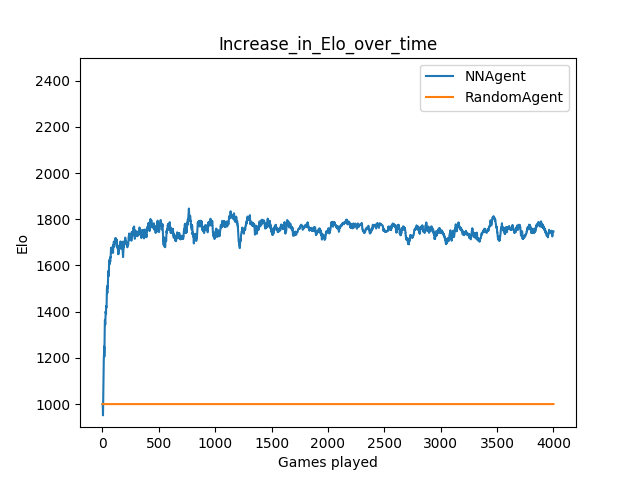 Increase_in_Elo_over_time
NNAgent
RandomAgent
2400
2200
2000
1800
1600
1400
1200
1000
Elo
0 500 1000 1500 2000 2500 3000 3500 4000
Games played